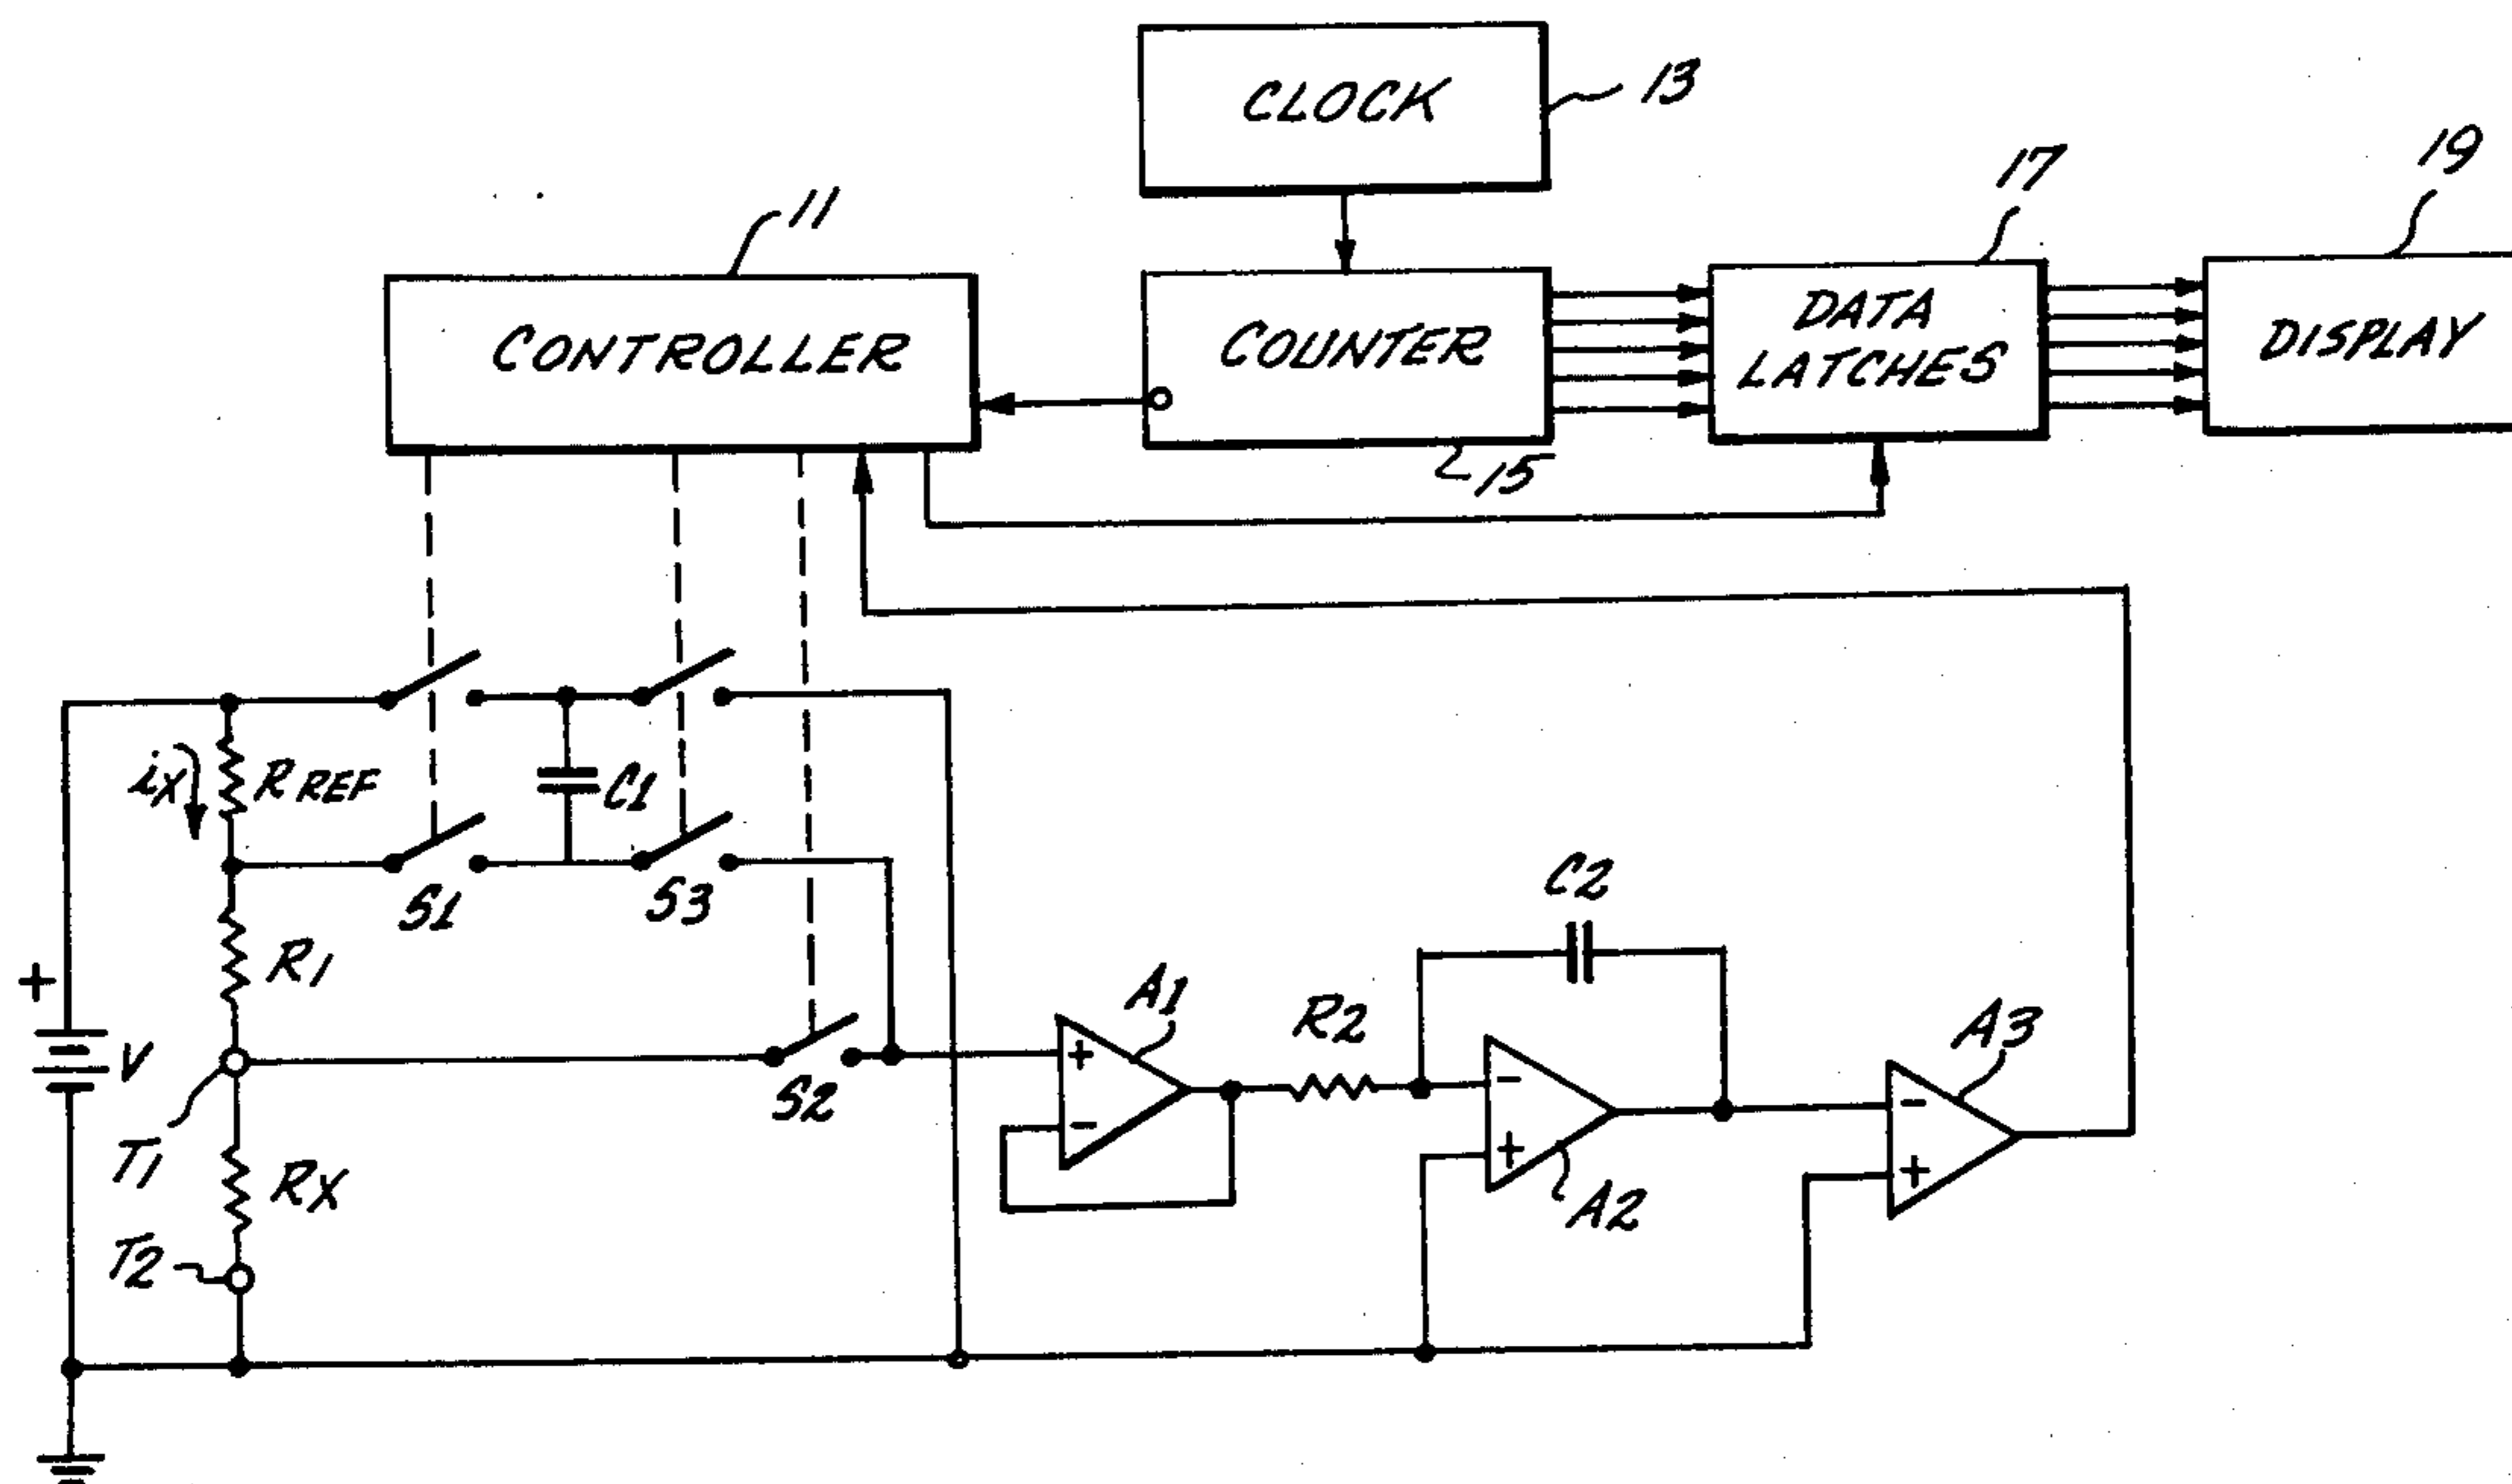 CLOCK
13
11
17
19
CONTROLLER
COUNTER
DATA
LATCHES
DISPLAY
15
ix
R REF
C1
S1
S3
R1
C2
+
V
A1
R2
A3
+
-
-
-
S2
T1
+
+
RX
A2
T2